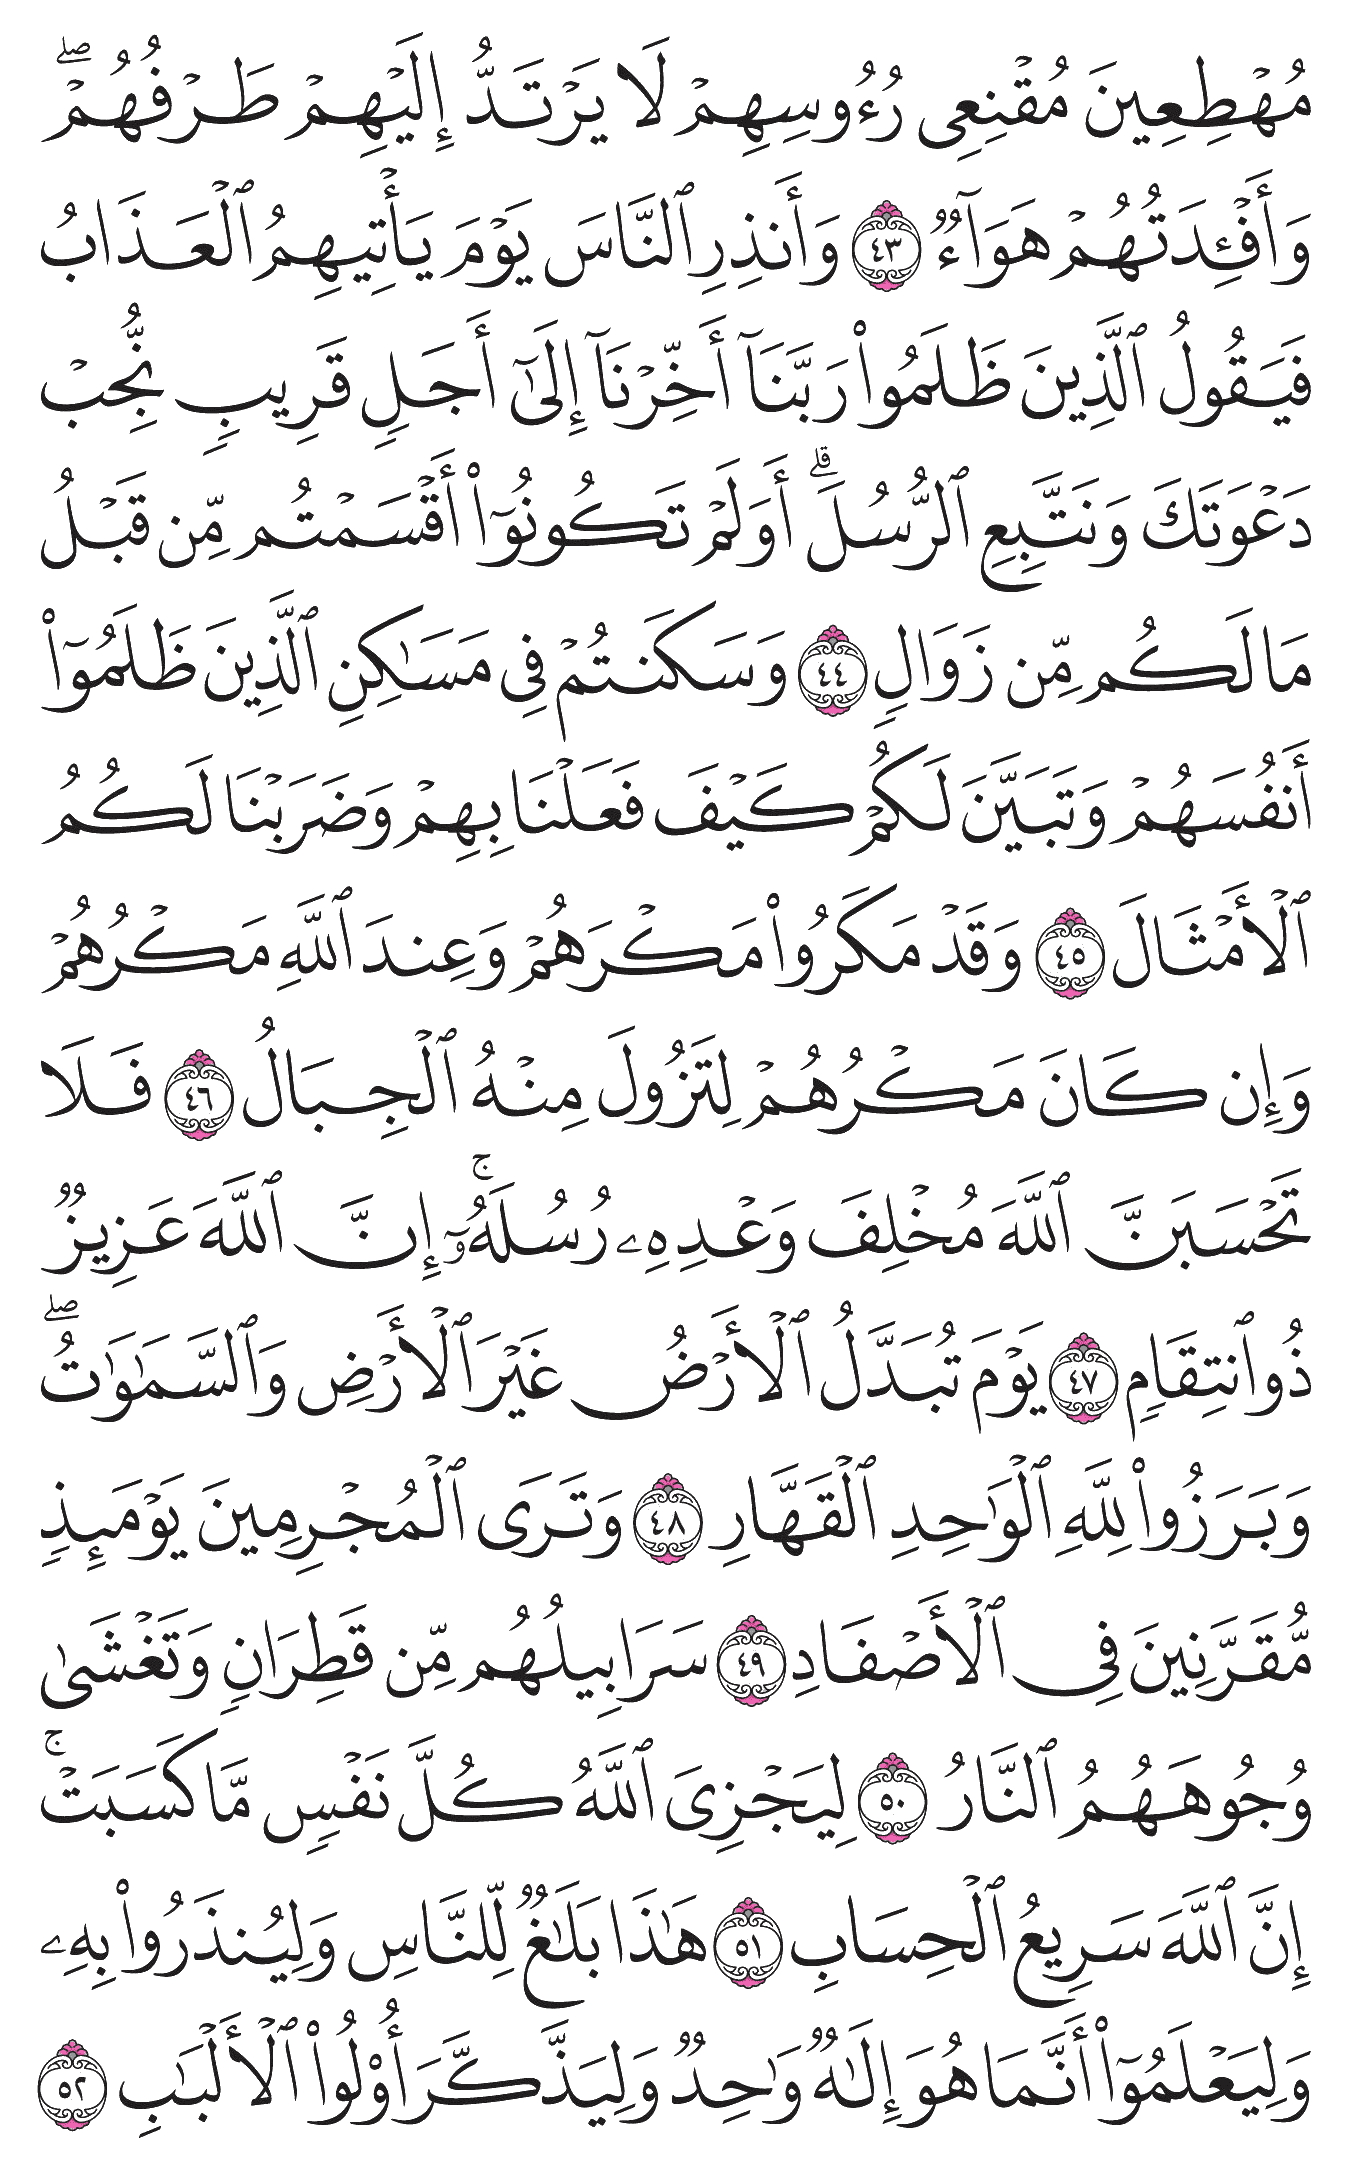 مُهۡطِعِينَ مُقۡنِعِي رُءُوسِهِمۡ لَا يَرۡتَدُّ إِلَيۡهِمۡ طَرۡفُهُمۡۖ
وَأَفۡـِٔدَتُهُمۡ هَوَآءٞ ٤٣ وَأَنذِرِ ٱلنَّاسَ يَوۡمَ يَأۡتِيهِمُ ٱلۡعَذَابُ
فَيَقُولُ ٱلَّذِينَ ظَلَمُواْ رَبَّنَآ أَخِّرۡنَآ إِلَىٰٓ أَجَلٖ قَرِيبٖ نُّجِبۡ
دَعۡوَتَكَ وَنَتَّبِعِ ٱلرُّسُلَۗ أَوَلَمۡ تَكُونُوٓاْ أَقۡسَمۡتُم مِّن قَبۡلُ
مَا لَكُم مِّن زَوَالٖ ٤٤ وَسَكَنتُمۡ فِي مَسَٰكِنِ ٱلَّذِينَ ظَلَمُوٓاْ
أَنفُسَهُمۡ وَتَبَيَّنَ لَكُمۡ كَيۡفَ فَعَلۡنَا بِهِمۡ وَضَرَبۡنَا لَكُمُ
ٱلۡأَمۡثَالَ ٤٥ وَقَدۡ مَكَرُواْ مَكۡرَهُمۡ وَعِندَ ٱللَّهِ مَكۡرُهُمۡ
وَإِن كَانَ مَكۡرُهُمۡ لِتَزُولَ مِنۡهُ ٱلۡجِبَالُ ٤٦ فَلَا
تَحۡسَبَنَّ ٱللَّهَ مُخۡلِفَ وَعۡدِهِۦ رُسُلَهُۥٓۚ إِنَّ ٱللَّهَ عَزِيزٞ
ذُو ٱنتِقَامٖ ٤٧ يَوۡمَ تُبَدَّلُ ٱلۡأَرۡضُ غَيۡرَ ٱلۡأَرۡضِ وَٱلسَّمَٰوَٰتُۖ
وَبَرَزُواْ لِلَّهِ ٱلۡوَٰحِدِ ٱلۡقَهَّارِ ٤٨ وَتَرَى ٱلۡمُجۡرِمِينَ يَوۡمَئِذٖ
مُّقَرَّنِينَ فِي ٱلۡأَصۡفَادِ ٤٩ سَرَابِيلُهُم مِّن قَطِرَانٖ وَتَغۡشَىٰ
وُجُوهَهُمُ ٱلنَّارُ ٥٠ لِيَجۡزِيَ ٱللَّهُ كُلَّ نَفۡسٖ مَّا كَسَبَتۡۚ
إِنَّ ٱللَّهَ سَرِيعُ ٱلۡحِسَابِ ٥١ هَٰذَا بَلَٰغٞ لِّلنَّاسِ وَلِيُنذَرُواْ بِهِۦ
وَلِيَعۡلَمُوٓاْ أَنَّمَا هُوَ إِلَٰهٞ وَٰحِدٞ وَلِيَذَّكَّرَ أُوْلُواْ ٱلۡأَلۡبَٰبِ ٥٢